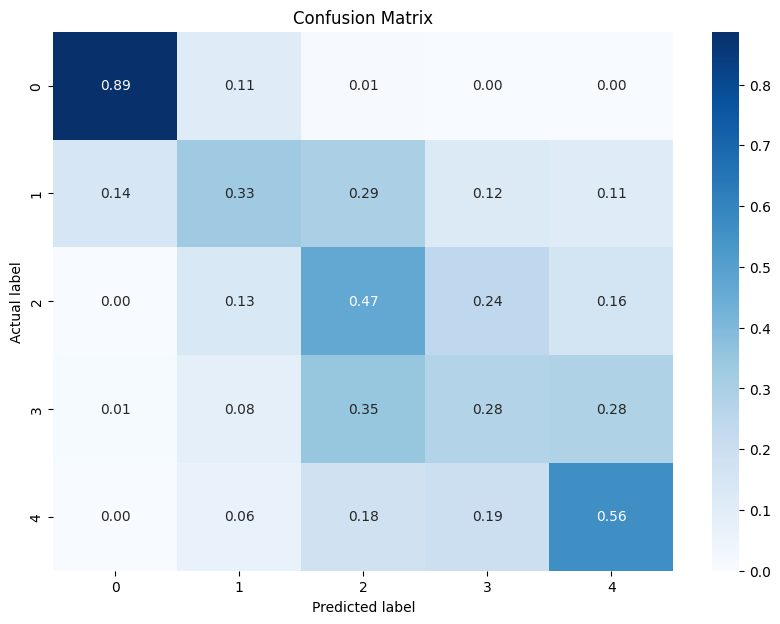 Confusion Matrix
0 0.89 0.11 0.01 0.00 0.00
1 0.14 0.33 0.29 0.12 0.11
2 0.00 0.13 0.47 0.24 0.16
3 0.01 0.08 0.35 0.28 0.28
4 0.00 0.06 0.18 0.19 0.56
0 1 2 3 4
Predicted label
Actual label
0.8
0.7
0.6
0.5
0.4
0.3
0.2
0.1
0.0